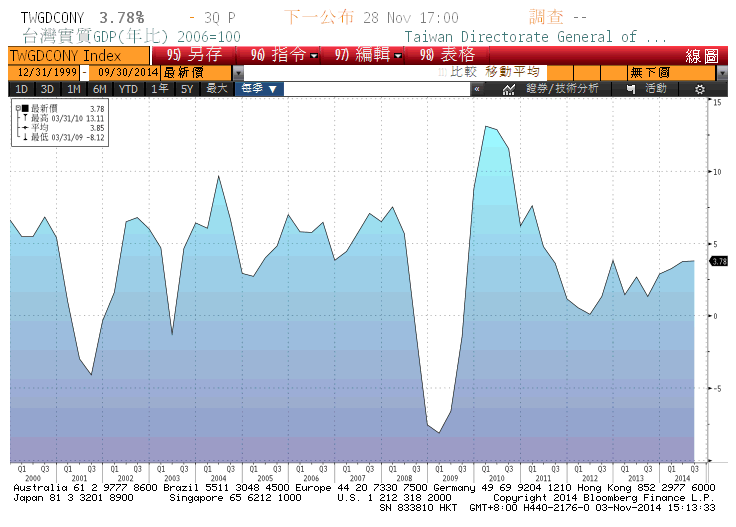 TWGDCONY 3.78% - 3Q P 下一公布 28 Nov 17:00 調查 --
台灣實質GDP(年比) 2006=100 Taiwan Directorate General of ...
TWGDCONY Index 95) 另存 96) 指令 97) 編輯 98) 表格 線圖
12/31/1999 - 09/30/2014 最新價 比較 移動平均 無下價
1D 3D 1M 6M YTD 1年 5Y 最大 每季 ▼ « 證券/技術分析 活動
最新價 3.78
最高 03/31/10 13.11
平均 3.85
最低 03/31/09 -8.12
15
10
5
3.78
0
-5
Q1 Q3 Q1 Q3 Q1 Q3 Q1 Q3 Q1 Q3 Q1 Q3 Q1 Q3 Q1 Q3 Q1 Q3 Q1 Q3 Q1 Q3 Q1 Q3 Q1 Q3 Q1 Q3 Q1 Q3
2000 2001 2002 2003 2004 2005 2006 2007 2008 2009 2010 2011 2012 2013 2014
Australia 61 2 9777 8600 Brazil 5511 3048 4500 Europe 44 20 7330 7500 Germany 49 69 9204 1210 Hong Kong 852 2977 6000
Japan 81 3 3201 8900 Singapore 65 6212 1000 U.S. 1 212 318 2000 Copyright 2014 Bloomberg Finance L.P.
SN 833810 HKT GMT+8:00 H440-2176-0 03-Nov-2014 15:13:33